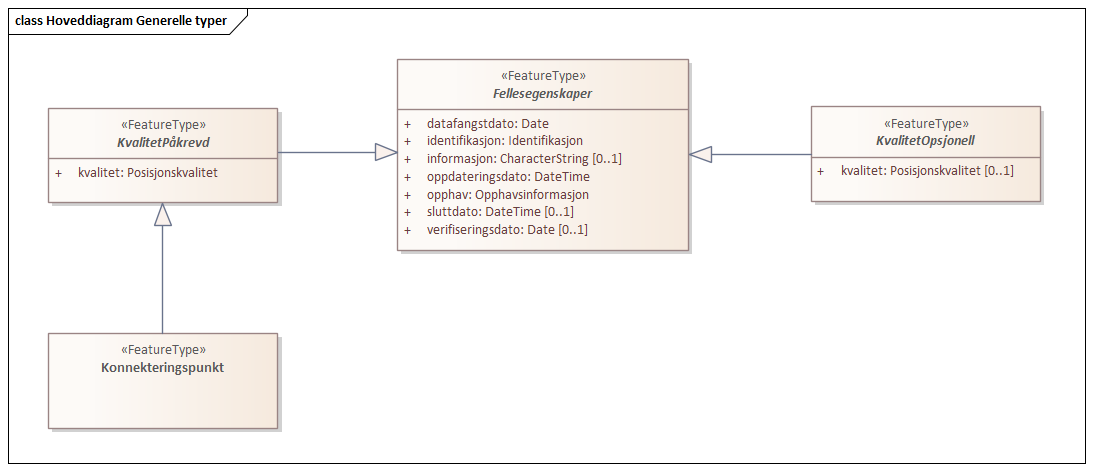 class Hoveddiagram Generelle typer
«FeatureType»
Fellesegenskaper
+ datafangstdato: Date
+ identifikasjon: Identifikasjon
+ informasjon: CharacterString [0..1]
+ oppdateringsdato: DateTime
+ opphav: Opphavsinformasjon
+ sluttdato: DateTime [0..1]
+ verifiseringsdato: Date [0..1]
«FeatureType»
KvalitetPåkrevd
+ kvalitet: Posisjonskvalitet
«FeatureType»
KvalitetOpsjonell
+ kvalitet: Posisjonskvalitet [0..1]
«FeatureType»
Konnekteringspunkt